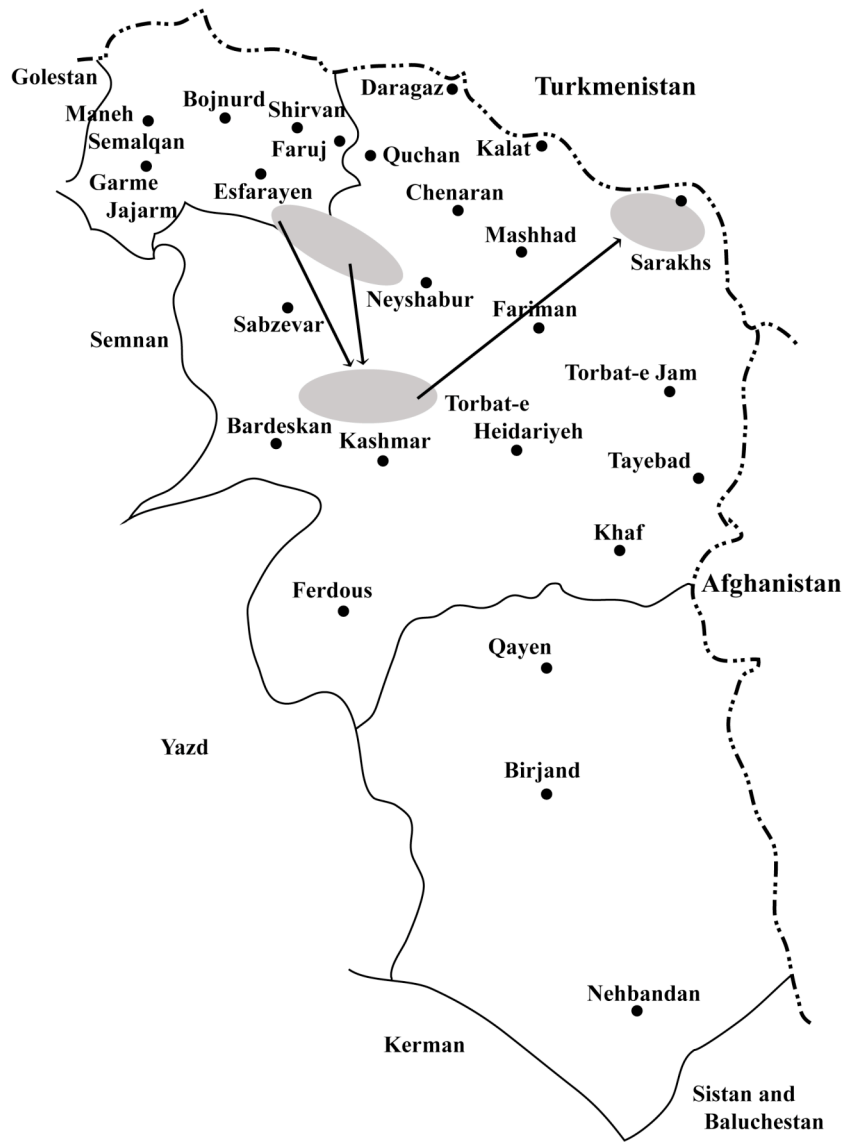 Golestan
Daragaz
Turkmenistan
Bojnurd
Shirvan
Maneh
Semalqan
Faruj
Quchan
Kalat
Garme
Jajarm
Esfarayen
Chenaran
Mashhad
Sarakhs
Neyshabur
Fariman
Sabzevar
Semnan
Torbat-e Jam
Torbat-e
Heidariyeh
Bardeskan
Kashmar
Tayebad
Khaf
Afghanistan
Ferdous
Qayen
Yazd
Birjand
Nehbandan
Kerman
Sistan and
Baluchestan